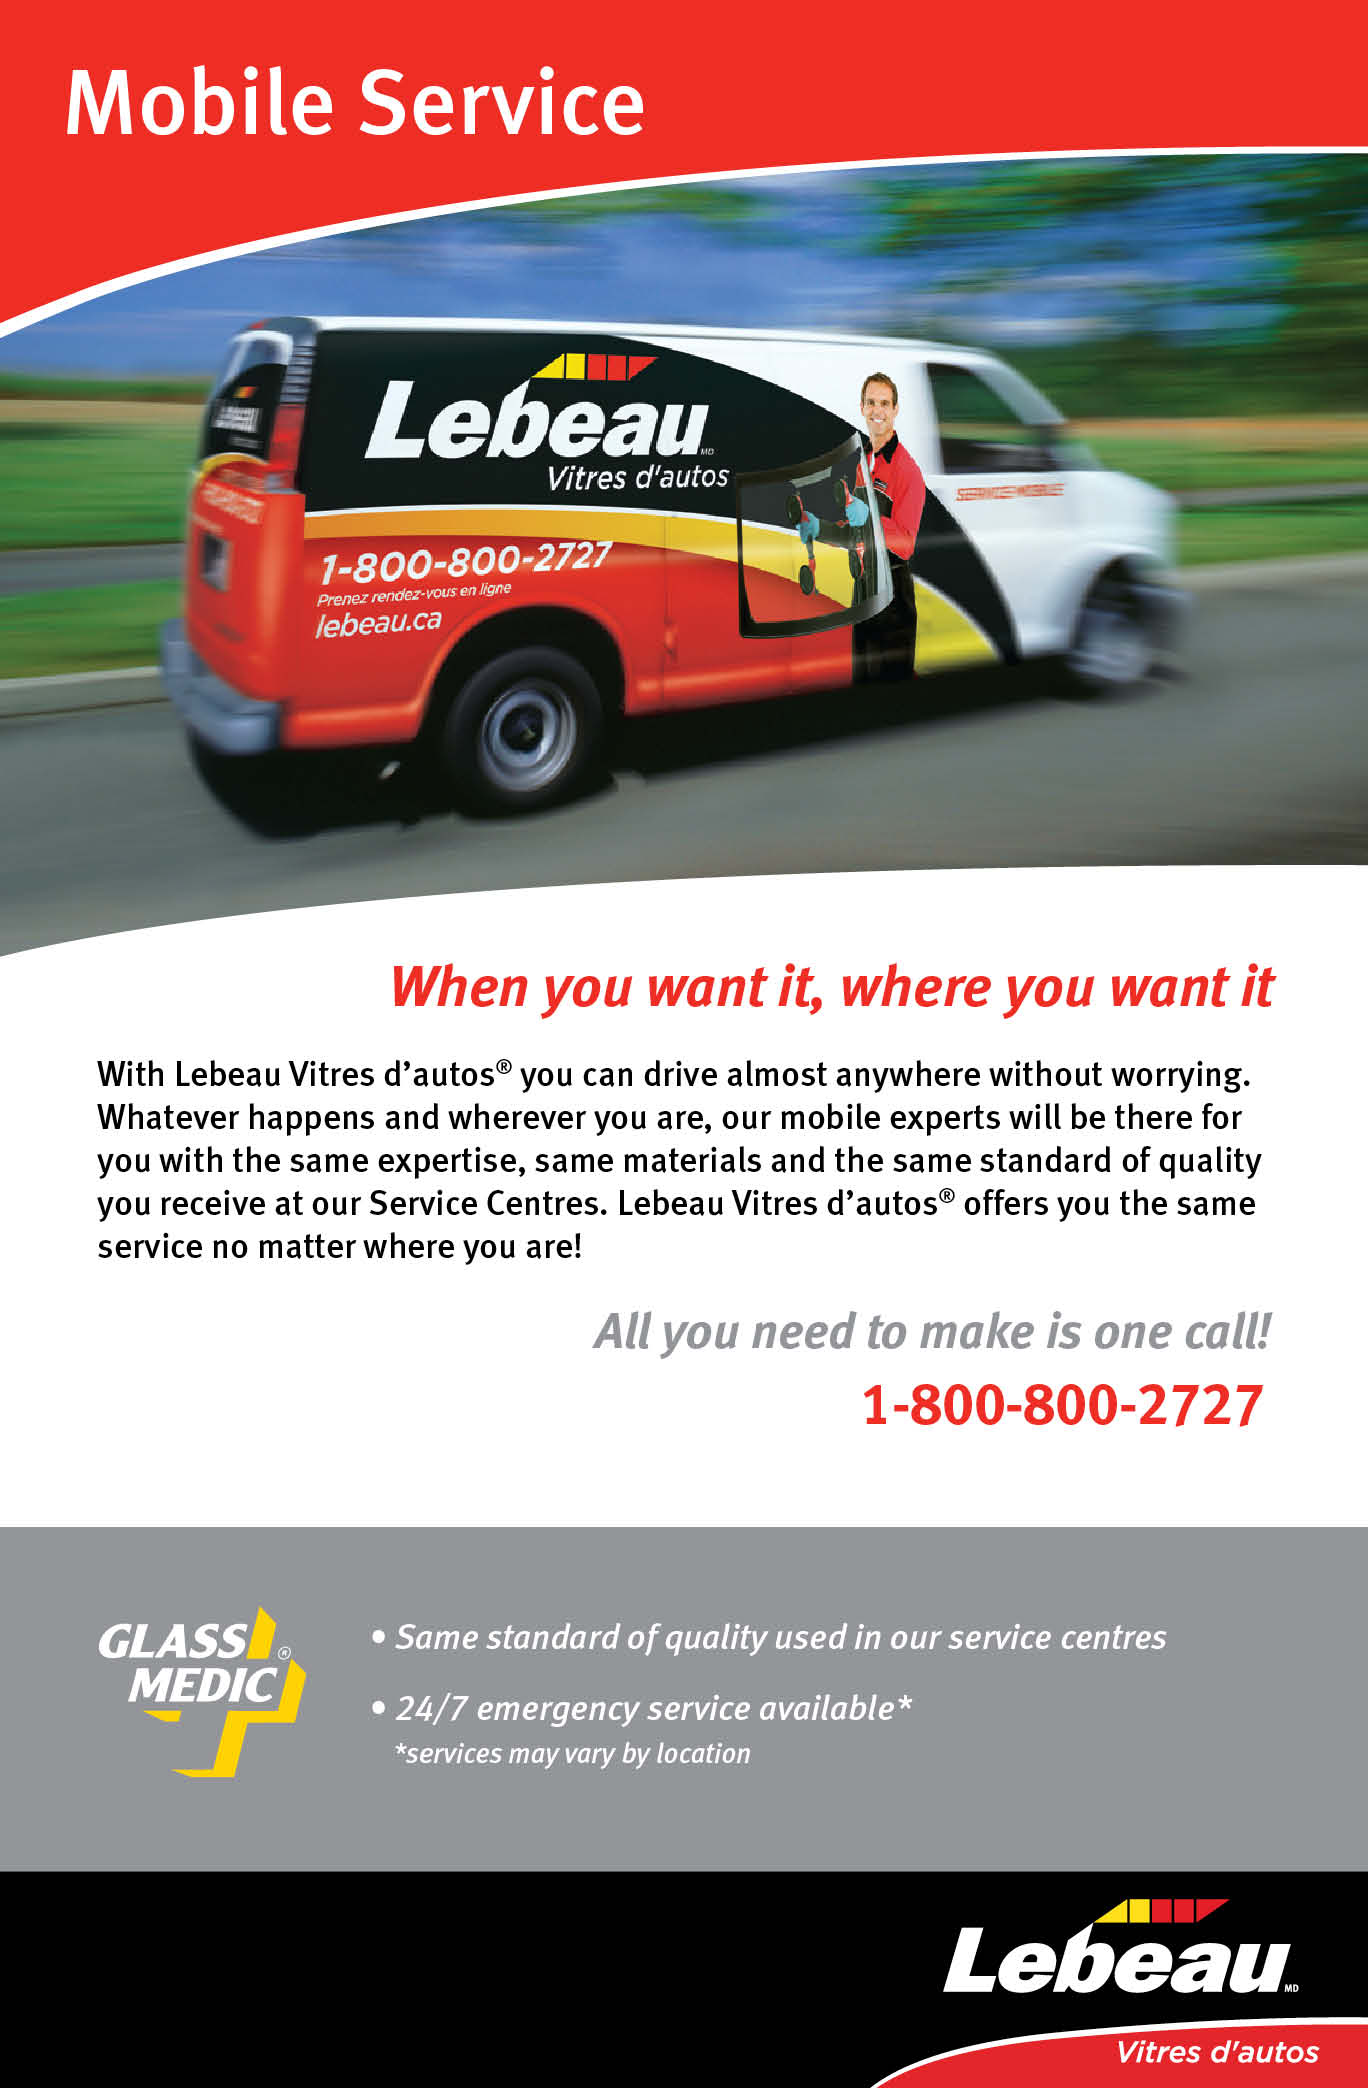 Mobile Service
Lebeau
MD
Vitres d'autos
1-800-800-2727
Prenez rendez-vous en ligne
lebeau.ca
SERVICE MOBILE
When you want it, where you want it
With Lebeau Vitres d’autos® you can drive almost anywhere without worrying.
Whatever happens and wherever you are, our mobile experts will be there for
you with the same expertise, same materials and the same standard of quality
you receive at our Service Centres. Lebeau Vitres d’autos® offers you the same
service no matter where you are!
All you need to make is one call!
1-800-800-2727
GLASS
MEDIC®
• Same standard of quality used in our service centres
• 24/7 emergency service available*
*services may vary by location
Lebeau
MD
Vitres d'autos